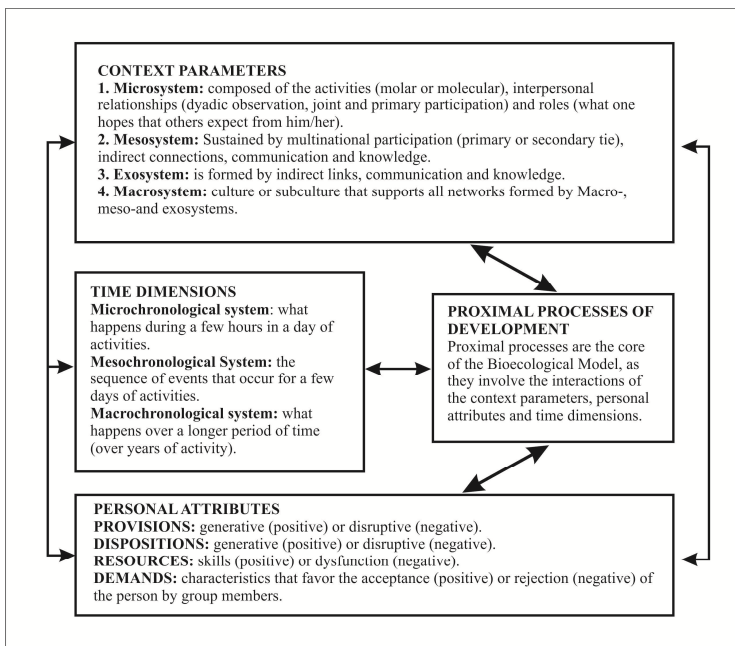 CONTEXT PARAMETERS
1. Microsystem: composed of the activities (molar or molecular), interpersonal
relationships (dyadic observation, joint and primary participation) and roles (what one
hopes that others expect from him/her).
2. Mesosystem: Sustained by multinational participation (primary or secondary tie),
indirect connections, communication and knowledge.
3. Exosystem: is formed by indirect links, communication and knowledge.
4. Macrosystem: culture or subculture that supports all networks formed by Macro-,
meso-and exosystems.
TIME DIMENSIONS
Microchronological system: what
happens during a few hours in a day of
activities.
Mesochronological System: the
sequence of events that occur for a few
days of activities.
Macrochronological system: what
happens over a longer period of time
(over years of activity).
PROXIMAL PROCESSES OF
DEVELOPMENT
Proximal processes are the core
of the Bioecological Model, as
they involve the interactions of
the context parameters, personal
attributes and time dimensions.
PERSONAL ATTRIBUTES
PROVISIONS: generative (positive) or disruptive (negative).
DISPOSITIONS: generative (positive) or disruptive (negative).
RESOURCES: skills (positive) or dysfunction (negative).
DEMANDS: characteristics that favor the acceptance (positive) or rejection (negative) of
the person by group members.